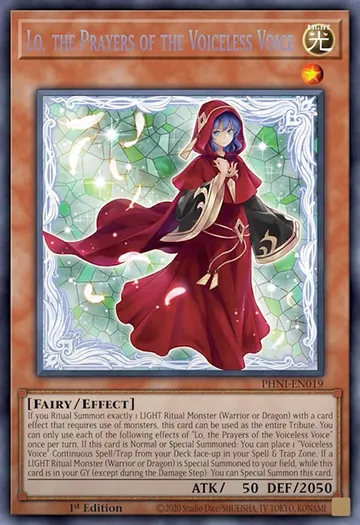 Lo, the Prayers of the Voiceless Voice
LIGHT
光
PHNI-EN019
[FAIRY/EFFECT]
If you Ritual Summon exactly 1 LIGHT Ritual Monster (Warrior or Dragon) with a card
effect that requires use of monsters, this card can be used as the entire Tribute. You
can only use each of the following effects of "Lo, the Prayers of the Voiceless Voice"
once per turn. If this card is Normal or Special Summoned: You can place 1 "Voiceless
Voice" Continuous Spell/Trap from your Deck face-up in your Spell & Trap Zone. If a
LIGHT Ritual Monster (Warrior or Dragon) is Special Summoned to your field, while this
card is in your GY (except during the Damage Step): You can Special Summon this card.
ATK/ 50 DEF/2050
1st Edition
©2020 Studio Dice/SHUEISHA, TV TOKYO, KONAMI